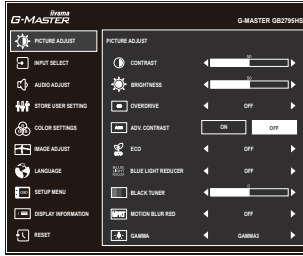 iiyama
G-MASTER
G-MASTER GB2795HS
PICTURE ADJUST
INPUT SELECT
AUDIO ADJUST
STORE USER SETTING
COLOR SETTINGS
IMAGE ADJUST
LANGUAGE
SETUP MENU
DISPLAY INFORMATION
RESET
PICTURE ADJUST
CONTRAST 50
BRIGHTNESS 50
OVERDRIVE OFF
ADV. CONTRAST ON OFF
ECO OFF
BLUE LIGHT REDUCER OFF
BLACK TUNER 0
MPRT MOTION BLUR RED OFF
GAMMA GAMMA2